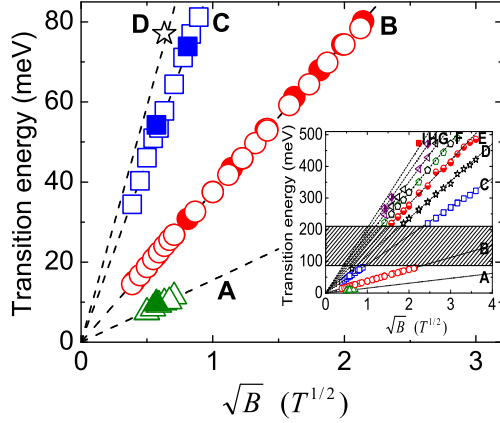 80
60
40
20
0
0
1
2
3
Transition energy (meV)
√B (T^{1/2})
D
C
B
A
500
400
300
200
100
0
0
1
2
3
4
Transition energy (meV)
√B (T^{1/2})
I H G F E
D
C
B
A